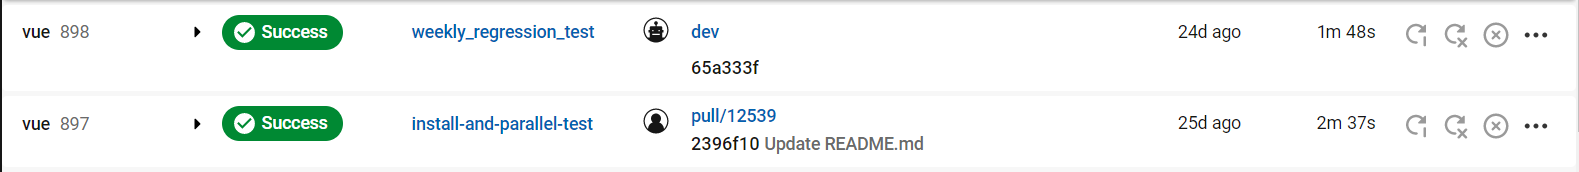 vue 898 Success weekly_regression_test dev 24d ago 1m 48s
65a333f
vue 897 Success install-and-parallel-test pull/12539 25d ago 2m 37s
2396f10 Update README.md